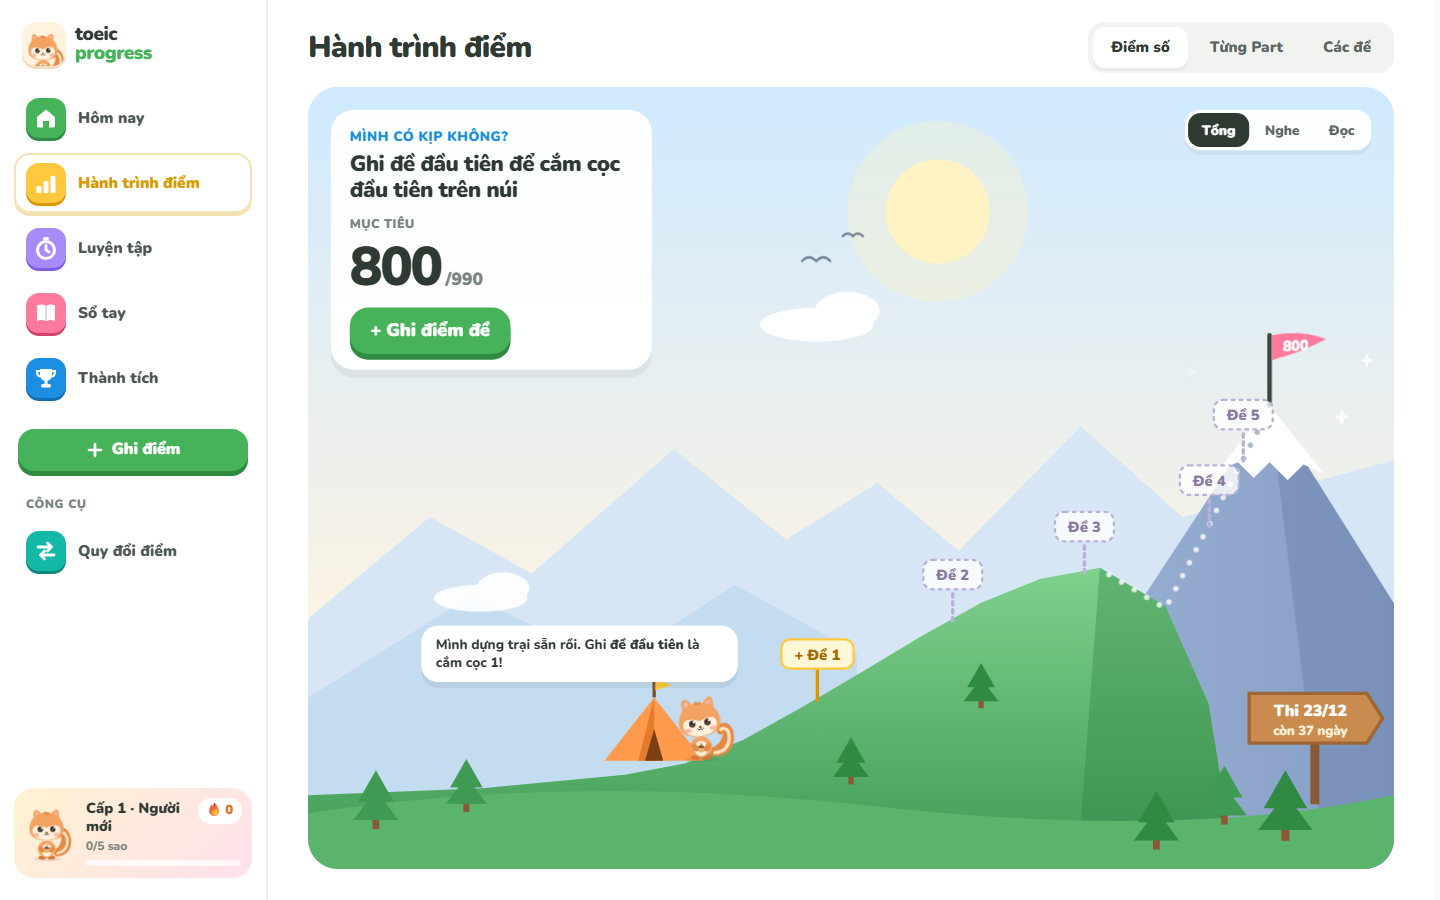 toeic
progress
Hôm nay
Hành trình điểm
Luyện tập
Sổ tay
Thành tích
+ Ghi điểm
CÔNG CỤ
Quy đổi điểm
Cấp 1 · Người
mới
0
0/5 sao
Hành trình điểm
Điểm số
Từng Part
Các đề
MÌNH CÓ KỊP KHÔNG?
Ghi đề đầu tiên để cắm cọc
đầu tiên trên núi
MỤC TIÊU
800/990
+ Ghi điểm đề
Tổng
Nghe
Đọc
800
Đề 5
Đề 4
Đề 3
Đề 2
+ Đề 1
Mình dựng trại sẵn rồi. Ghi đề đầu tiên là
cắm cọc 1!
Thi 23/12
còn 37 ngày